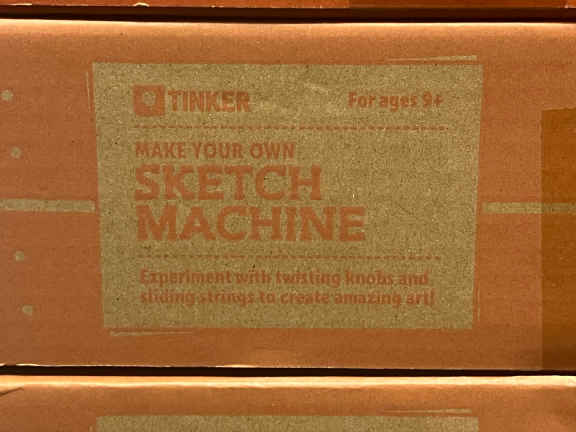 TINKER
For ages 9+
MAKE YOUR OWN
SKETCH
MACHINE
Experiment with twisting knobs and
sliding strings to create amazing art!